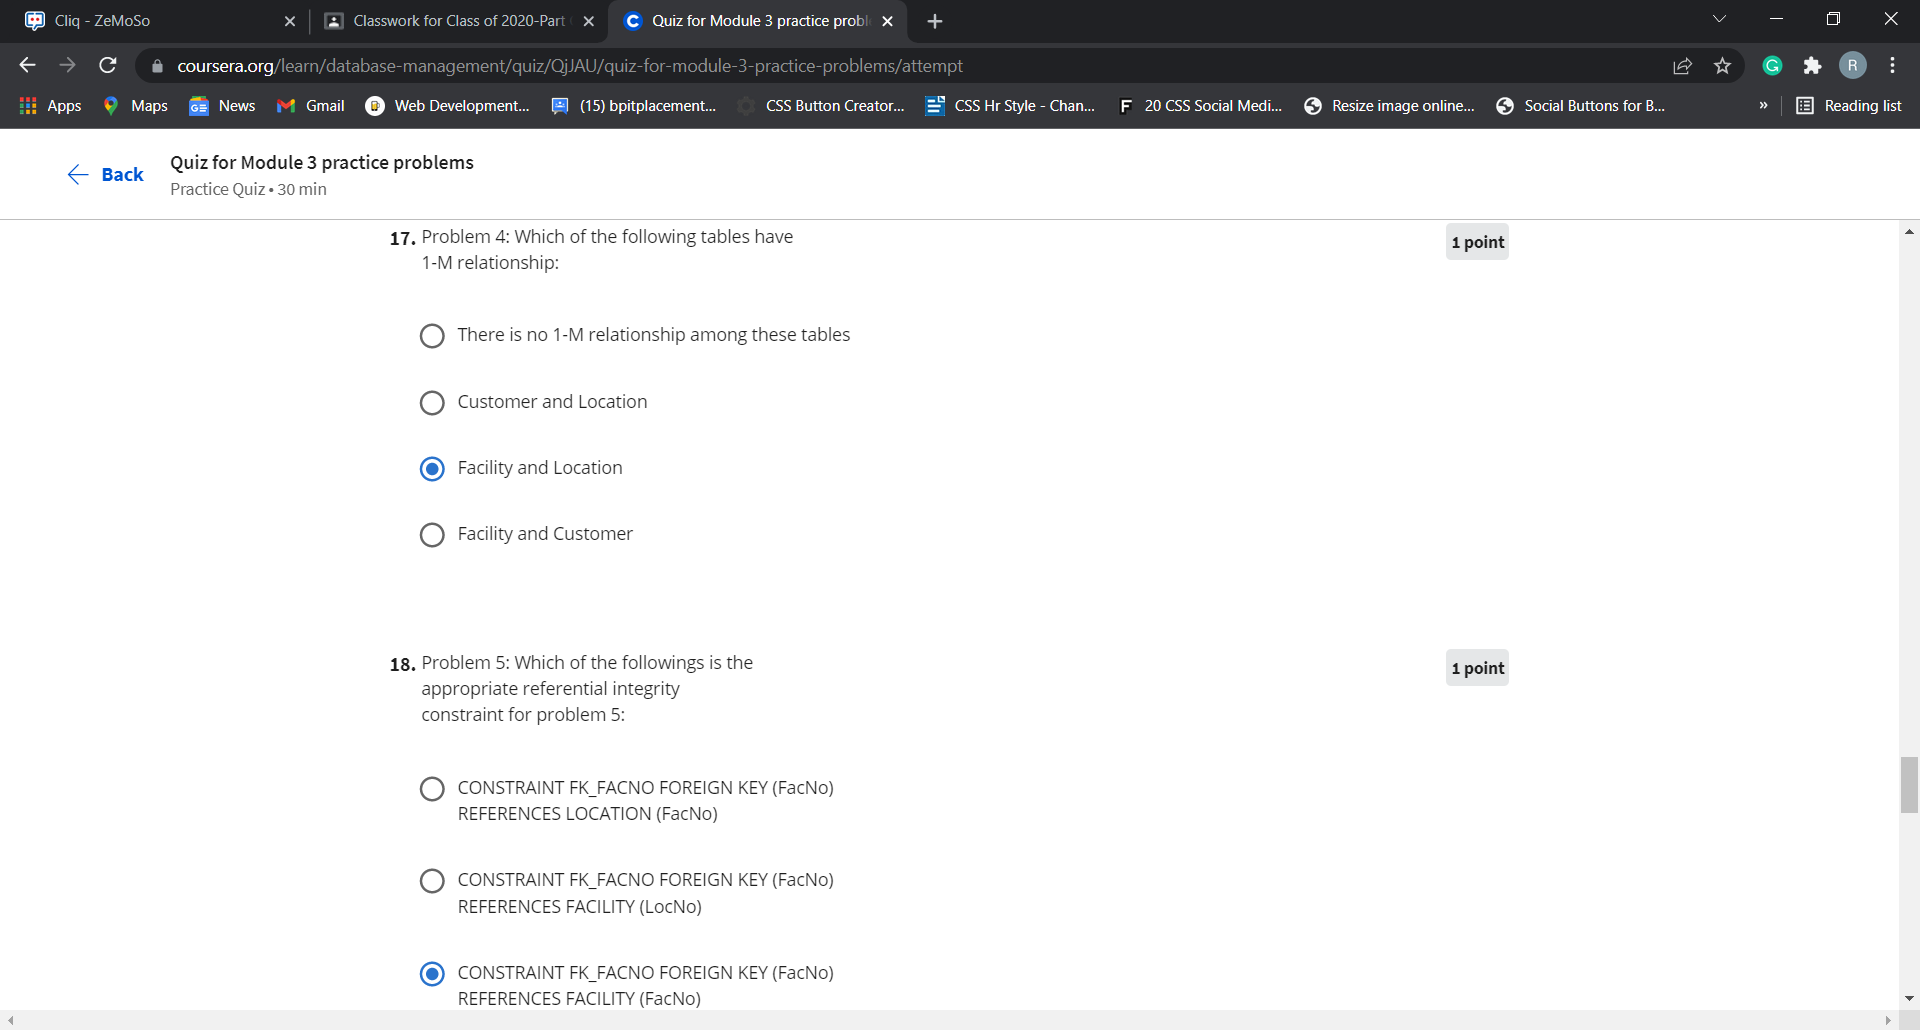 Cliq - ZeMoSo
Classwork for Class of 2020-Part
Quiz for Module 3 practice probl
coursera.org/learn/database-management/quiz/QjJAU/quiz-for-module-3-practice-problems/attempt
G
R
Apps
Maps
News
Gmail
Web Development...
(15) bpitplacement...
CSS Button Creator...
CSS Hr Style - Chan...
F
20 CSS Social Medi...
Resize image online...
Social Buttons for B...
»
Reading list
Back
Quiz for Module 3 practice problems
Practice Quiz • 30 min
17. Problem 4: Which of the following tables have
1-M relationship:
1 point
There is no 1-M relationship among these tables
Customer and Location
Facility and Location
Facility and Customer
18. Problem 5: Which of the followings is the
appropriate referential integrity
constraint for problem 5:
1 point
CONSTRAINT FK_FACNO FOREIGN KEY (FacNo)
REFERENCES LOCATION (FacNo)
CONSTRAINT FK_FACNO FOREIGN KEY (FacNo)
REFERENCES FACILITY (LocNo)
CONSTRAINT FK_FACNO FOREIGN KEY (FacNo)
REFERENCES FACILITY (FacNo)